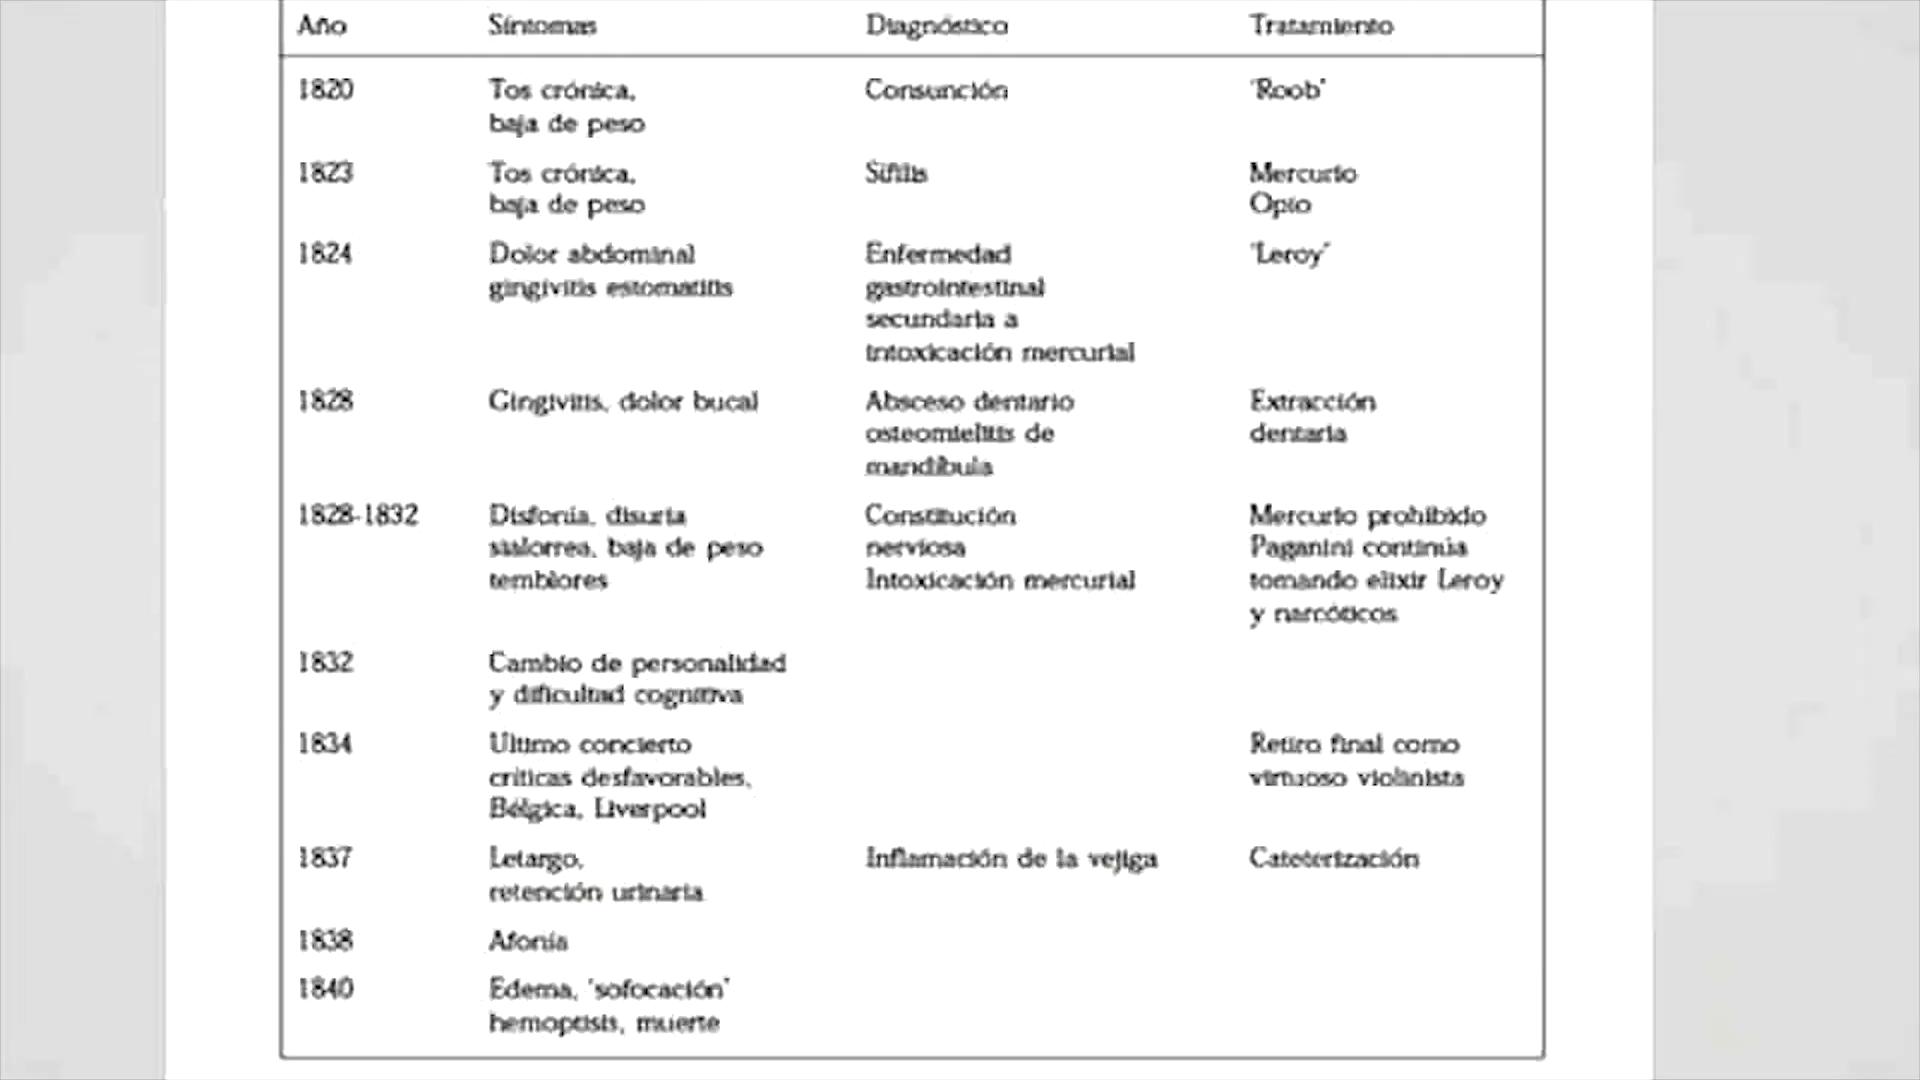 Año Síntomas Diagnóstico Tratamiento
1820 Tos crónica, Consunción 'Roob'
baja de peso
1823 Tos crónica, Sífilis Mercurio
baja de peso Opio
1824 Dolor abdominal Enfermedad 'Leroy'
gingivitis estomatitis gastrointestinal
secundaria a
intoxicación mercurial
1828 Gingivitis, dolor bucal Absceso dentario Extracción
osteomielitis de dentaria
mandíbula
1828-1832 Disfonía, disuria Constitución Mercurio prohibido
sialorrea, baja de peso nerviosa Paganini continúa
temblores Intoxicación mercurial tomando elixir Leroy
y narcóticos
1832 Cambio de personalidad
y dificultad cognitiva
1834 Ultimo concierto Retiro final como
críticas desfavorables, virtuoso violinista
Bélgica, Liverpool
1837 Letargo, Inflamación de la vejiga Cateterización
retención urinaria
1838 Afonía
1840 Edema, 'sofocación'
hemoptisis, muerte